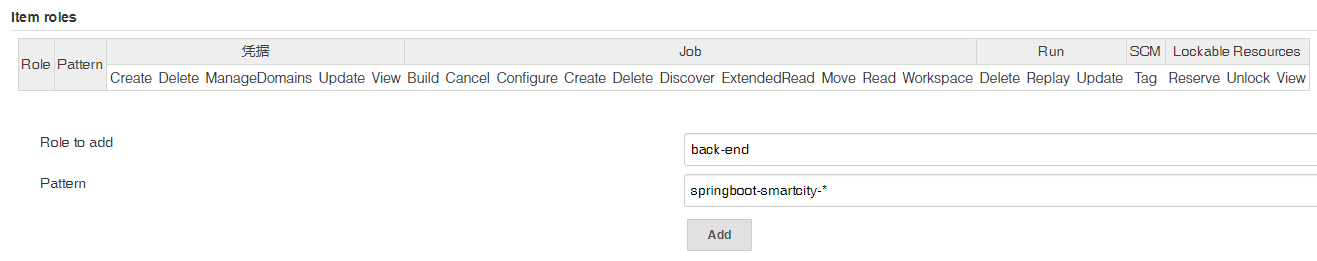 Item roles
Role Pattern 凭据 Job Run SCM Lockable Resources
Create Delete ManageDomains Update View Build Cancel Configure Create Delete Discover ExtendedRead Move Read Workspace Delete Replay Update Tag Reserve Unlock View
Role to add
back-end
Pattern
springboot-smartcity-*
Add